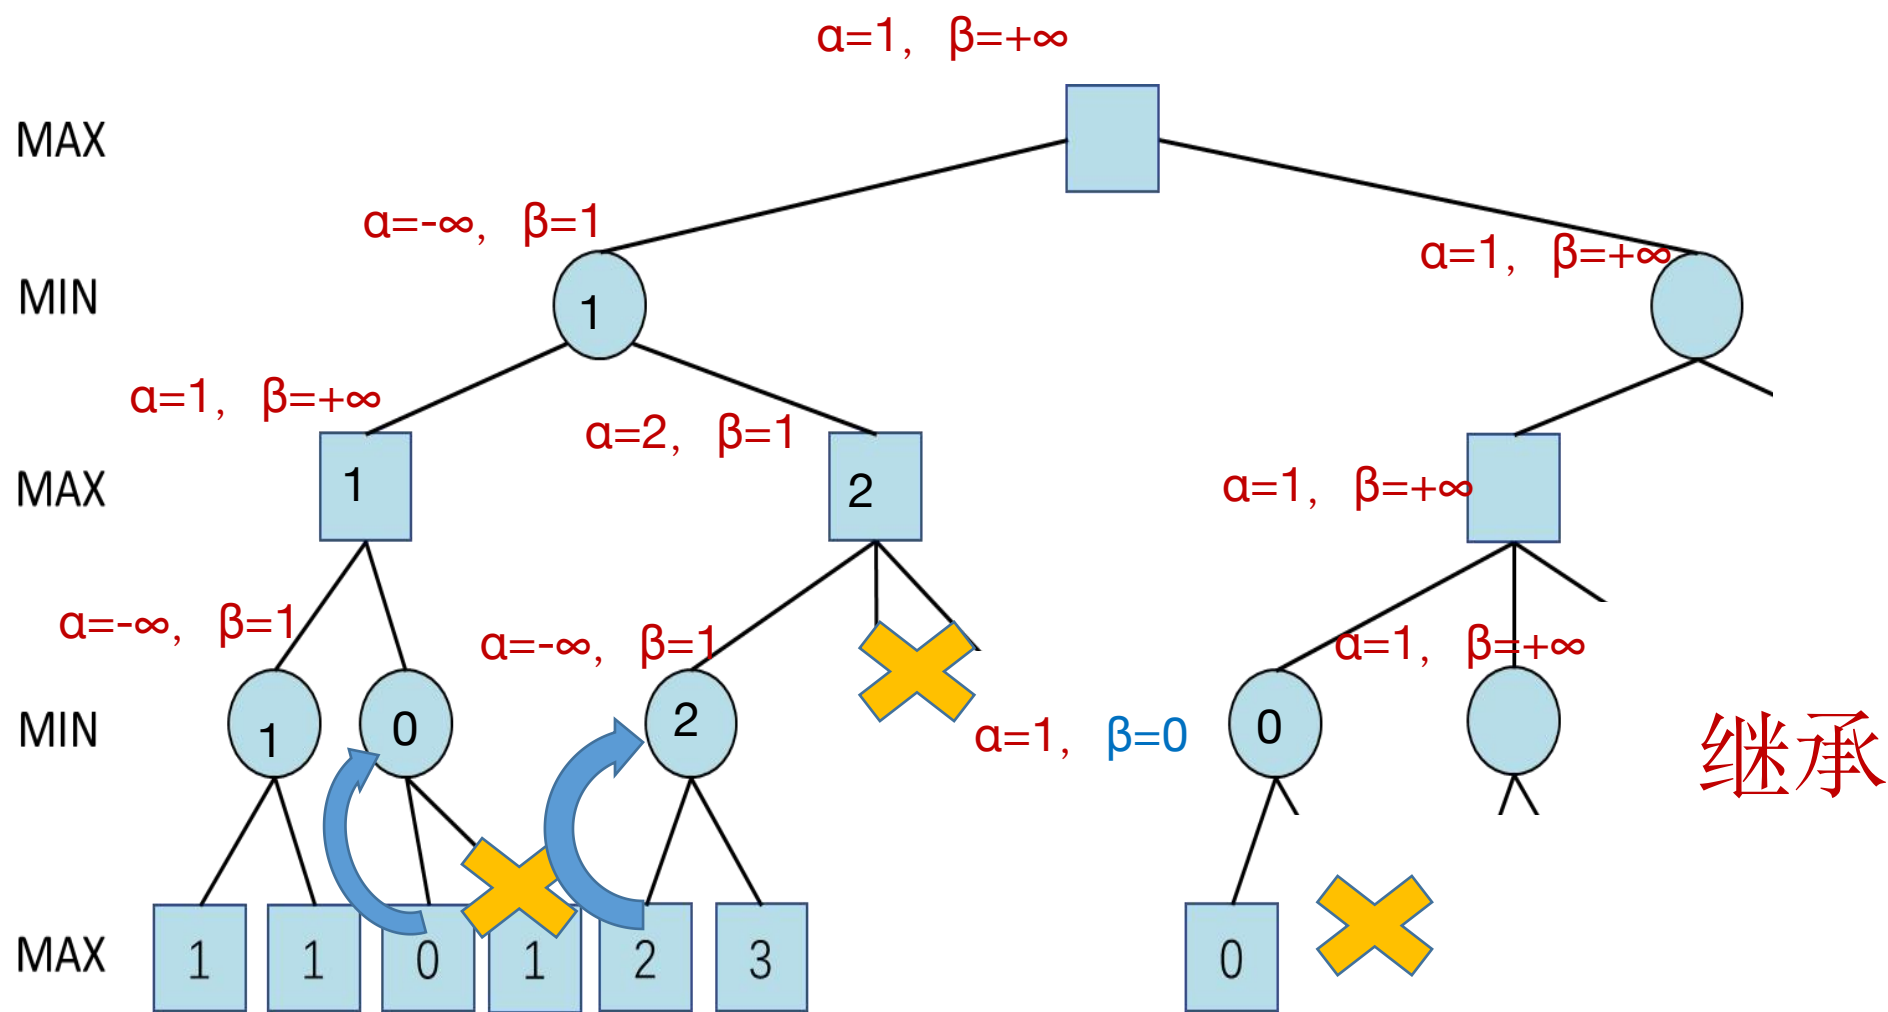 α=1, β=+∞
MAX
α=-∞, β=1
α=1, β=+∞
MIN
1
α=1, β=+∞
α=2, β=1
MAX
1
2
α=1, β=+∞
α=-∞, β=1
α=-∞, β=1
α=1, β=+∞
MIN
1
0
2
α=1, β=0
0
继承
MAX
1
1
0
1
2
3
0